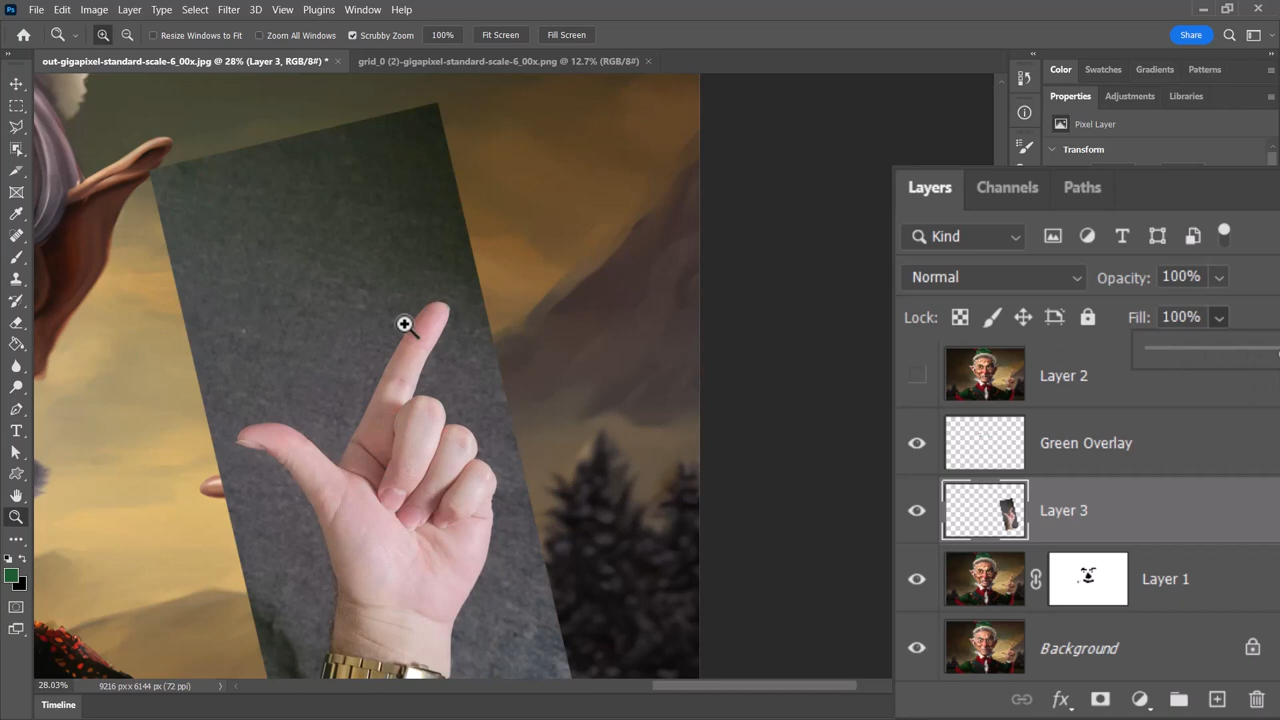 Ps File Edit Image Layer Type Select Filter 3D View Plugins Window Help
Resize Windows to Fit Zoom All Windows Scrubby Zoom 100% Fit Screen Fill Screen Share
out-gigapixel-standard-scale-6_00x.jpg @ 28% (Layer 3, RGB/8#) * grid_0 (2)-gigapixel-standard-scale-6_00x.png @ 12.7% (RGB/8#)
Color Swatches Gradients Patterns
Properties Adjustments Libraries
Pixel Layer
Transform
Layers Channels Paths
Kind
Normal Opacity: 100%
Lock: Fill: 100%
Layer 2
Green Overlay
Layer 3
Layer 1
Background
28.03% 9216 px x 6144 px (72 ppi)
Timeline